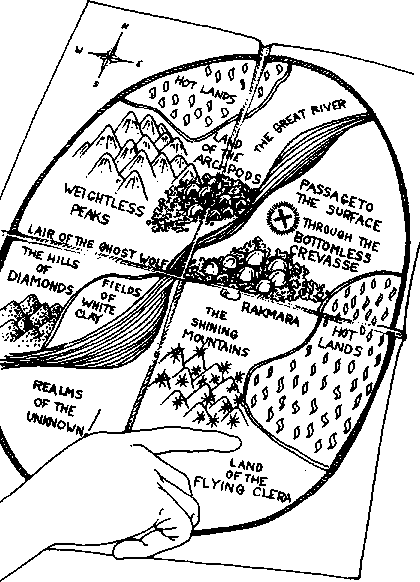 N
W
E
S
HOT LANDS
THE GREAT RIVER
LAND
OF THE
ARCHPODS
WEIGHTLESS
PEAKS
PASSAGE TO
THE SURFACE
THROUGH THE
BOTTOMLESS
CREVASSE
LAIR OF THE GHOST WOLF
THE HILLS
OF
DIAMONDS
FIELDS
OF
WHITE
CLAY
RAKMARA
THE
SHINING
MOUNTAINS
HOT
LANDS
REALMS
OF THE
UNKNOWN
LAND
OF THE
FLYING CLERA